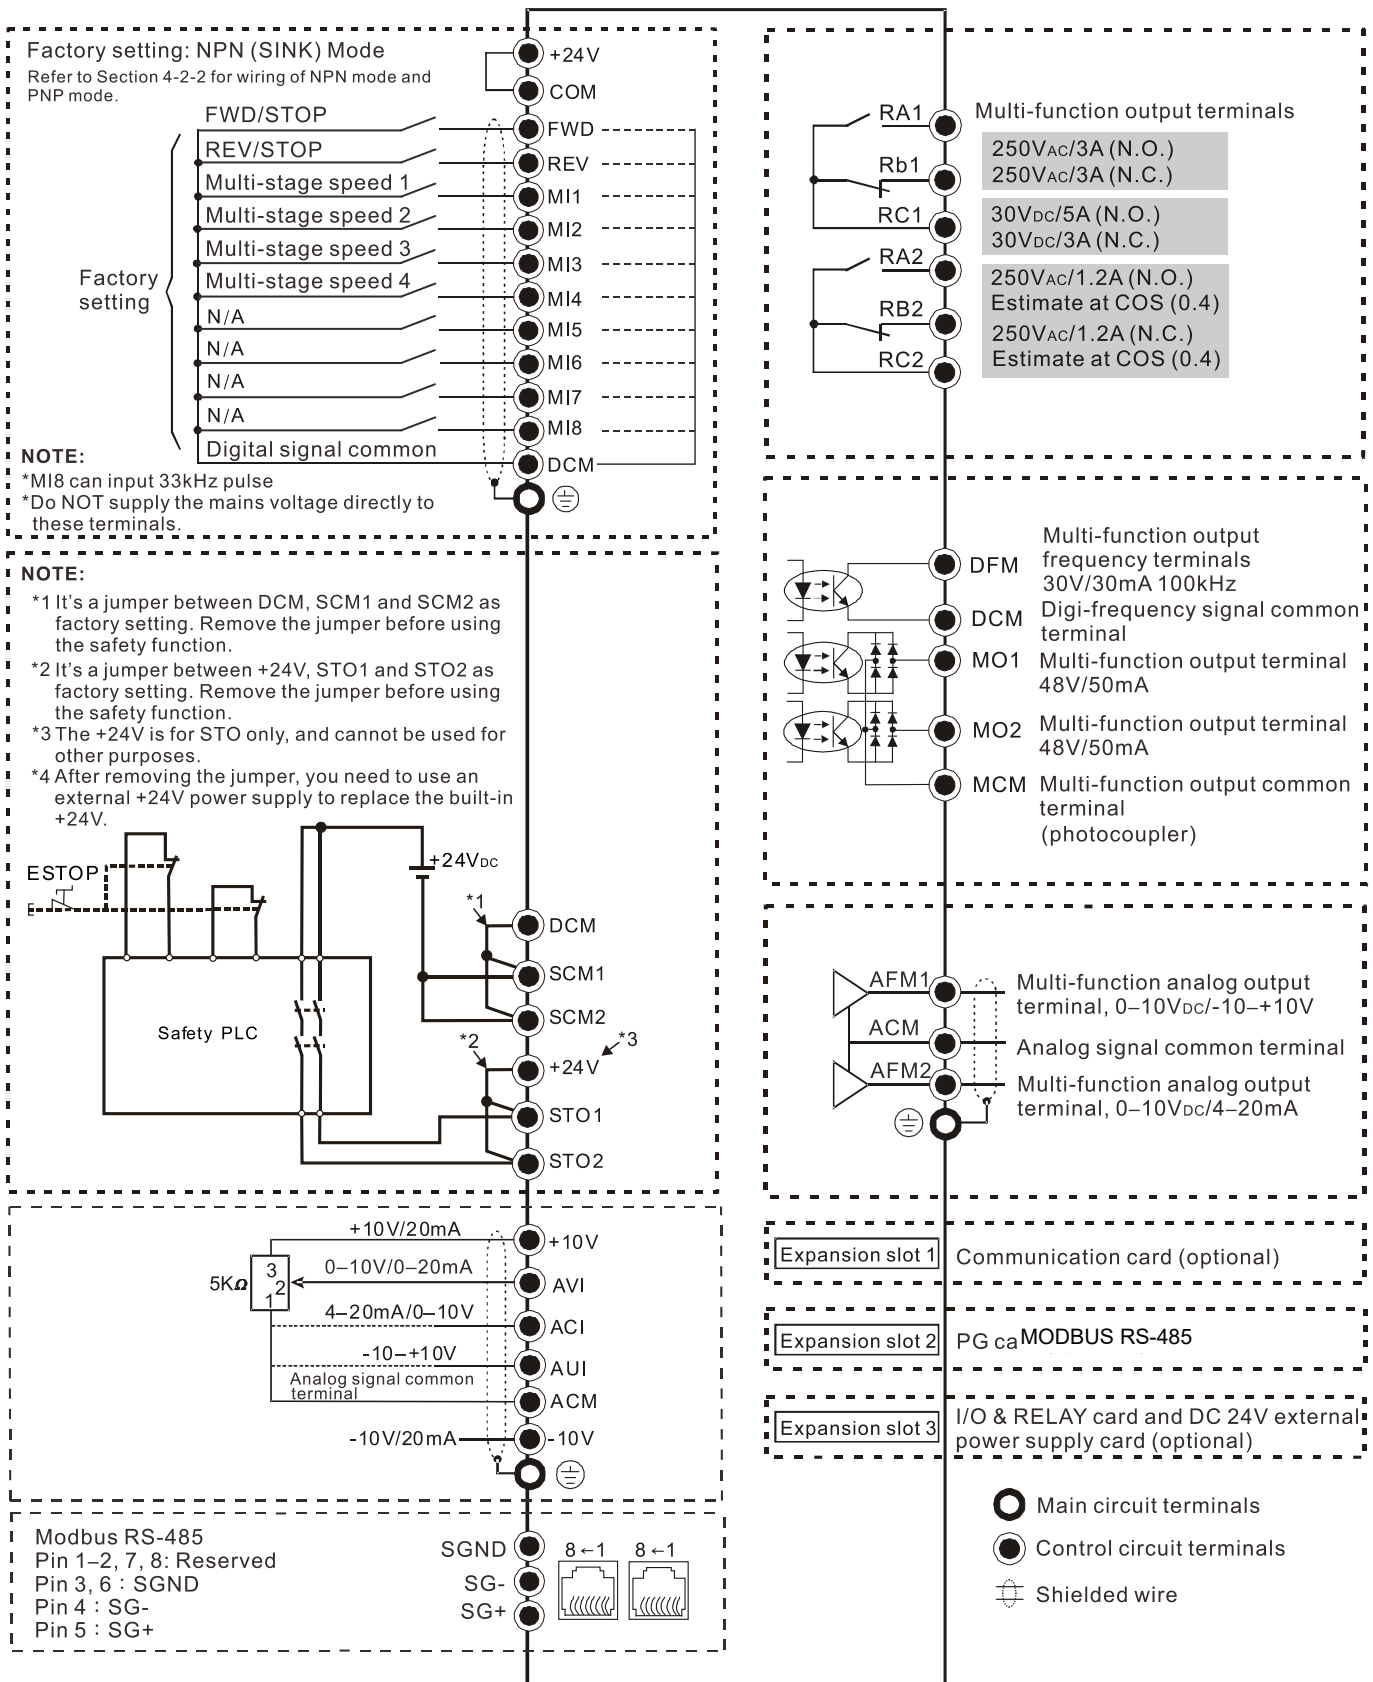 Factory setting: NPN (SINK) Mode
Refer to Section 4-2-2 for wiring of NPN mode and
PNP mode.
FWD/STOP
REV/STOP
Multi-stage speed 1
Multi-stage speed 2
Multi-stage speed 3
Multi-stage speed 4
N/A
N/A
N/A
N/A
Digital signal common
Factory
setting
+24V
COM
FWD
REV
MI1
MI2
MI3
MI4
MI5
MI6
MI7
MI8
DCM
NOTE:
*MI8 can input 33kHz pulse
*Do NOT supply the mains voltage directly to
these terminals.
NOTE:
*1 It's a jumper between DCM, SCM1 and SCM2 as
factory setting. Remove the jumper before using
the safety function.
*2 It's a jumper between +24V, STO1 and STO2 as
factory setting. Remove the jumper before using
the safety function.
*3 The +24V is for STO only, and cannot be used for
other purposes.
*4 After removing the jumper, you need to use an
external +24V power supply to replace the built-in
+24V.
ESTOP
+24VDC
Safety PLC
*1
DCM
SCM1
SCM2
*2
*3
+24V
STO1
STO2
+10V/20mA
+10V
5KΩ
3
2
1
0–10V/0–20mA
AVI
4–20mA/0–10V
ACI
-10–+10V
AUI
Analog signal common
terminal
ACM
-10V/20mA
-10V
Modbus RS-485
Pin 1–2, 7, 8: Reserved
Pin 3, 6 : SGND
Pin 4 : SG-
Pin 5 : SG+
SGND
SG-
SG+
8←1
8←1
RA1
Rb1
RC1
RA2
RB2
RC2
Multi-function output terminals
250VAC/3A (N.O.)
250VAC/3A (N.C.)
30VDC/5A (N.O.)
30VDC/3A (N.C.)
250VAC/1.2A (N.O.)
Estimate at COS (0.4)
250VAC/1.2A (N.C.)
Estimate at COS (0.4)
DFM
Multi-function output
frequency terminals
30V/30mA 100kHz
DCM
Digi-frequency signal common
terminal
MO1
Multi-function output terminal
48V/50mA
MO2
Multi-function output terminal
48V/50mA
MCM
Multi-function output common
terminal
(photocoupler)
AFM1
Multi-function analog output
terminal, 0–10VDC/-10–+10V
ACM
Analog signal common terminal
AFM2
Multi-function analog output
terminal, 0–10VDC/4–20mA
Expansion slot 1
Communication card (optional)
Expansion slot 2
PG ca MODBUS RS-485
Expansion slot 3
I/O & RELAY card and DC 24V external
power supply card (optional)
Main circuit terminals
Control circuit terminals
Shielded wire